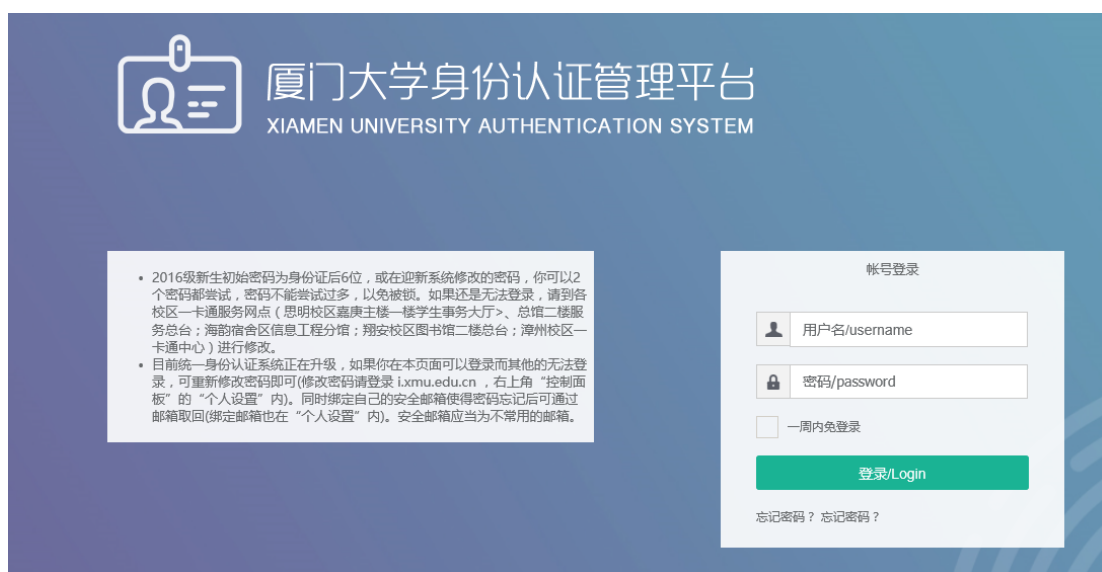 厦门大学身份认证管理平台
XIAMEN UNIVERSITY AUTHENTICATION SYSTEM
• 2016级新生初始密码为身份证后6位，或在迎新系统修改的密码，你可以2
个密码都尝试，密码不能尝试过多，以免被锁。如果还是无法登录，请到各
校区一卡通服务网点（思明校区嘉庚主楼一楼学生事务大厅>、总馆二楼服
务总台；海韵宿舍区信息工程分馆；翔安校区图书馆二楼总台；漳州校区一
卡通中心）进行修改。
• 目前统一身份认证系统正在升级，如果你在本页面可以登录而其他的无法登
录，可重新修改密码即可(修改密码请登录 i.xmu.edu.cn ，右上角“控制面
板”的“个人设置”内)。同时绑定自己的安全邮箱使得密码忘记后可通过
邮箱取回(绑定邮箱也在“个人设置”内)。安全邮箱应当为不常用的邮箱。
帐号登录
用户名/username
密码/password
一周内免登录
登录/Login
忘记密码？ 忘记密码？